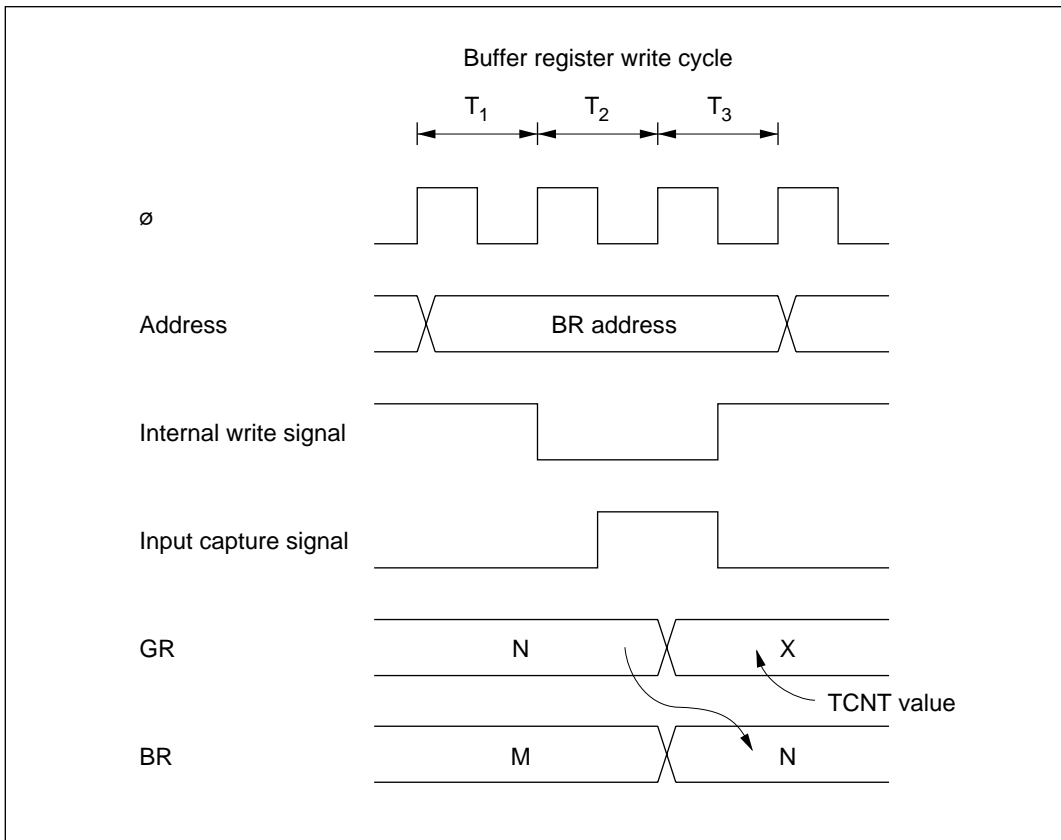 Buffer register write cycle
T1 T2 T3
ø
Address BR address
Internal write signal
Input capture signal
GR N X
TCNT value
BR M N